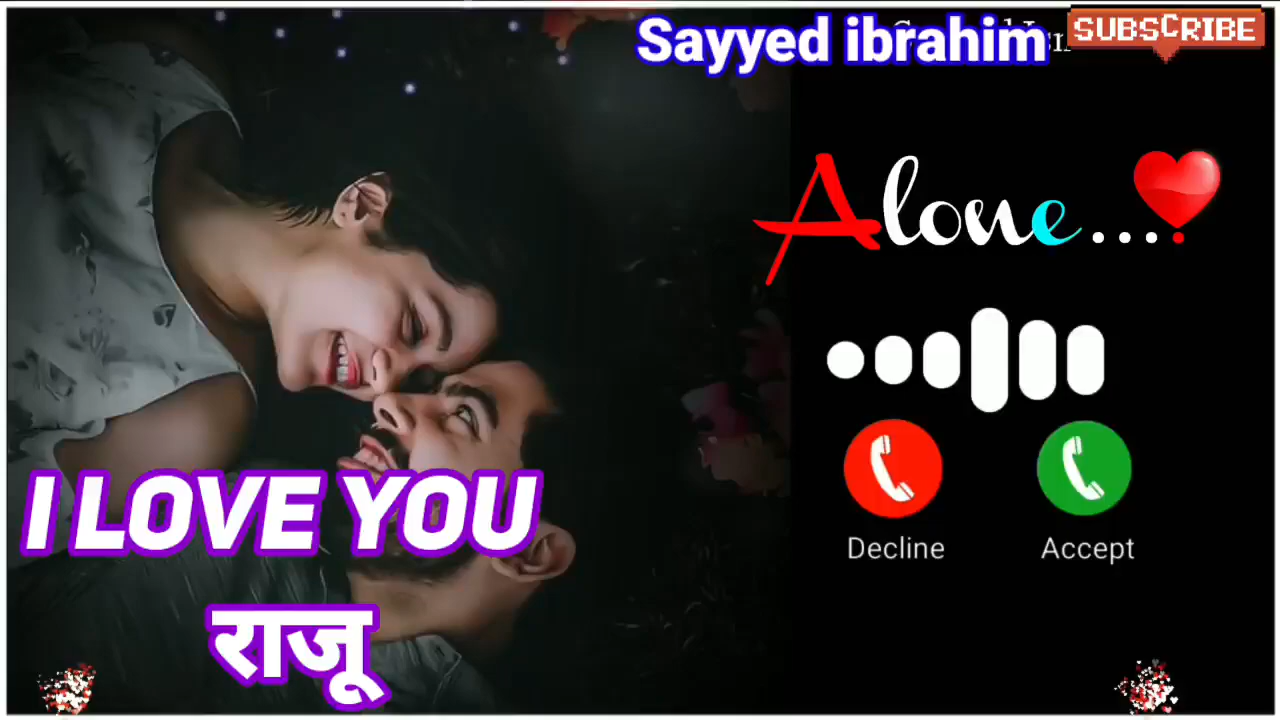 Sayyed ibrahim
SUBSCRIBE
Alone...
Decline
Accept
I LOVE YOU
राजू